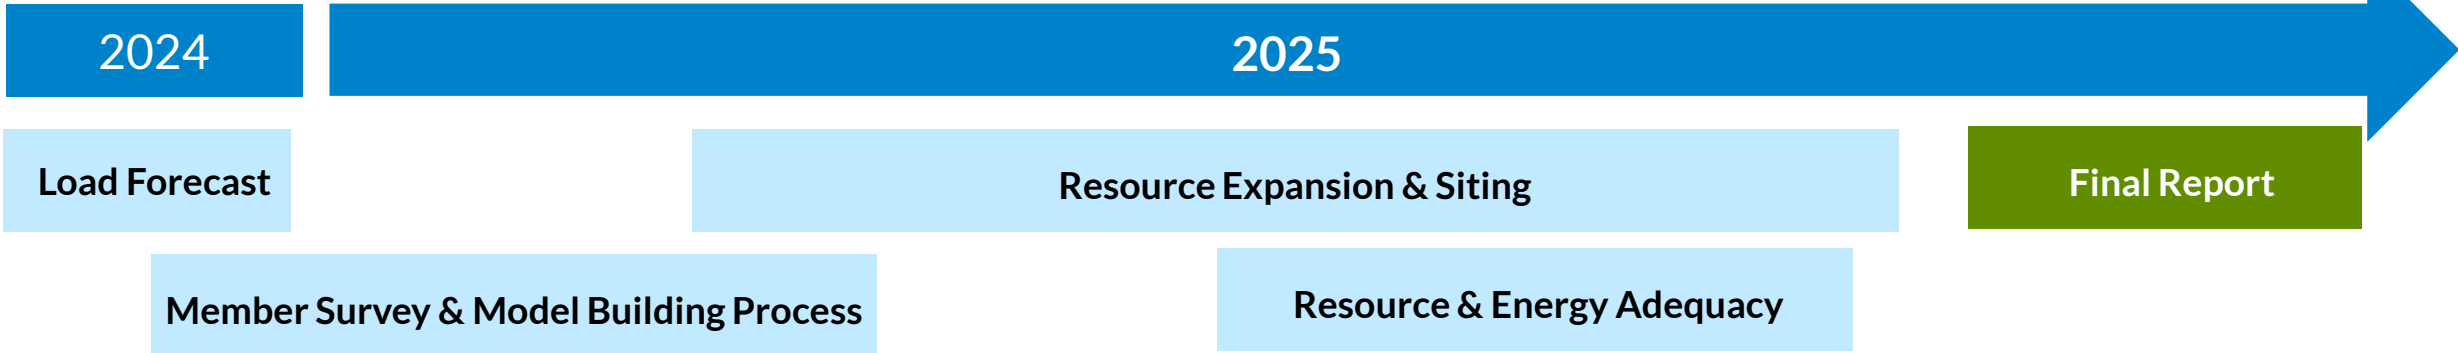 2024
2025
Load Forecast
Resource Expansion & Siting
Final Report
Member Survey & Model Building Process
Resource & Energy Adequacy